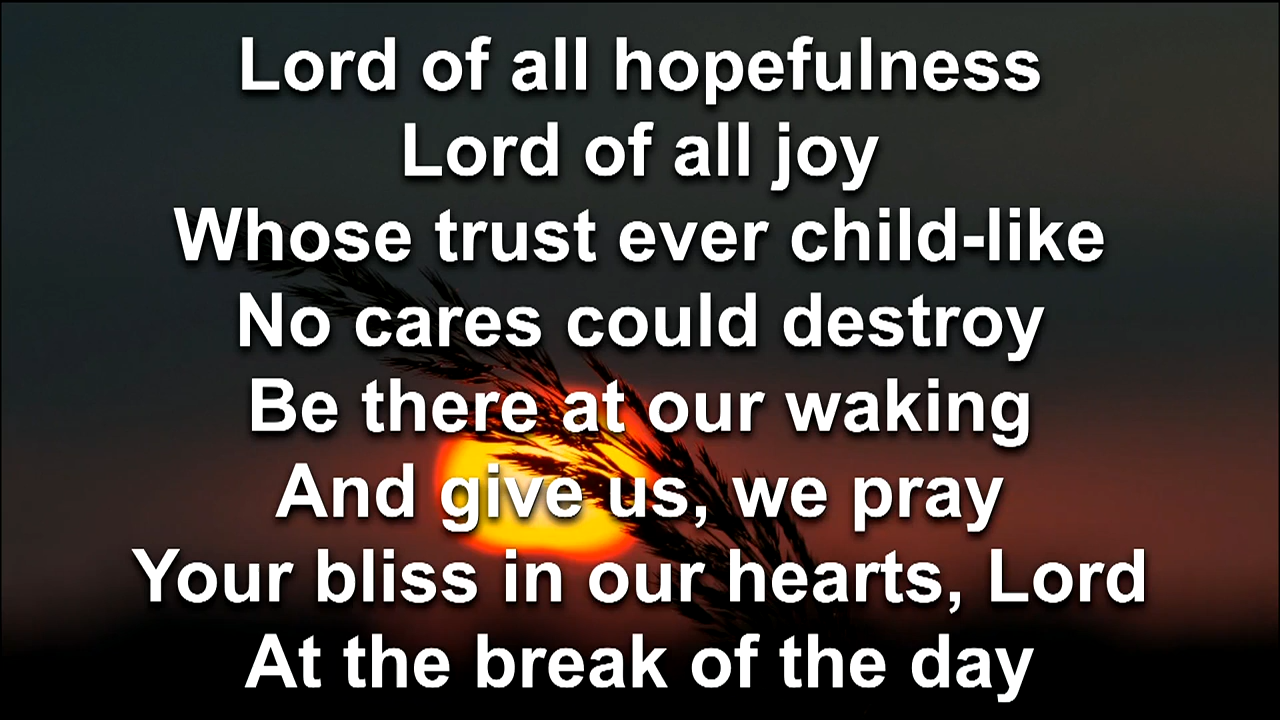 Lord of all hopefulness
Lord of all joy
Whose trust ever child-like
No cares could destroy
Be there at our waking
And give us, we pray
Your bliss in our hearts, Lord
At the break of the day